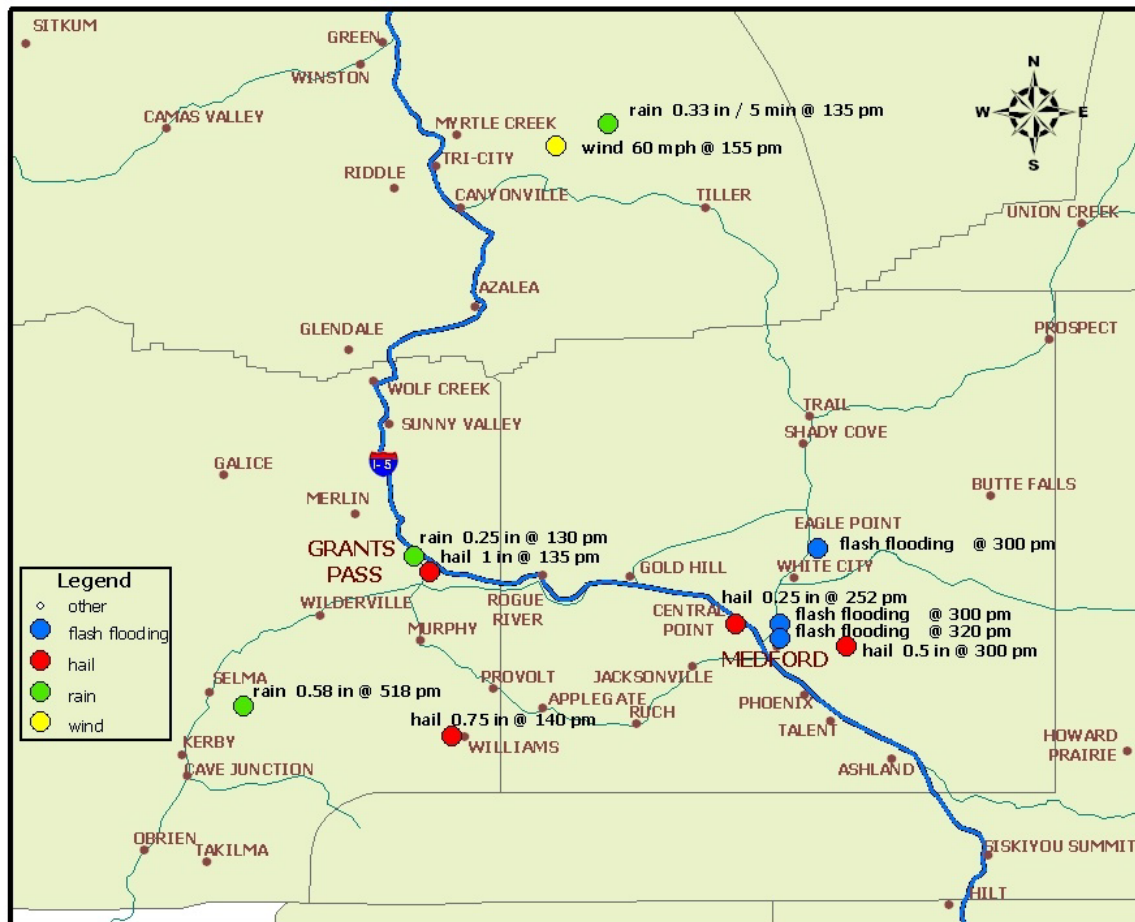 SITKUM
GREEN
WINSTON
N
W
E
S
CAMAS VALLEY
MYRTLE CREEK
rain 0.33 in / 5 min @ 135 pm
wind 60 mph @ 155 pm
TRI-CITY
RIDDLE
CANYONVILLE
TILLER
UNION CREEK
AZALEA
GLENDALE
PROSPECT
WOLF CREEK
SUNNY VALLEY
TRAIL
SHADY COVE
I-5
GALICE
BUTTE FALLS
MERLIN
EAGLE POINT
rain 0.25 in @ 130 pm
hail 1 in @ 135 pm
GRANTS
PASS
flash flooding @ 300 pm
GOLD HILL
WHITE CITY
ROGUE
RIVER
WILDERVILLE
hail 0.25 in @ 252 pm
CENTRAL
POINT
flash flooding @ 300 pm
flash flooding @ 320 pm
hail 0.5 in @ 300 pm
MURPHY
MEDFORD
JACKSONVILLE
PROVOLT
SELMA
rain 0.58 in @ 518 pm
APPLEGATE
RUCH
PHOENIX
TALENT
hail 0.75 in @ 140 pm
WILLIAMS
HOWARD
PRAIRIE
KERBY
CAVE JUNCTION
ASHLAND
OBRIEN
TAKILMA
SISKIYOU SUMMIT
HILT
Legend
other
flash flooding
hail
rain
wind